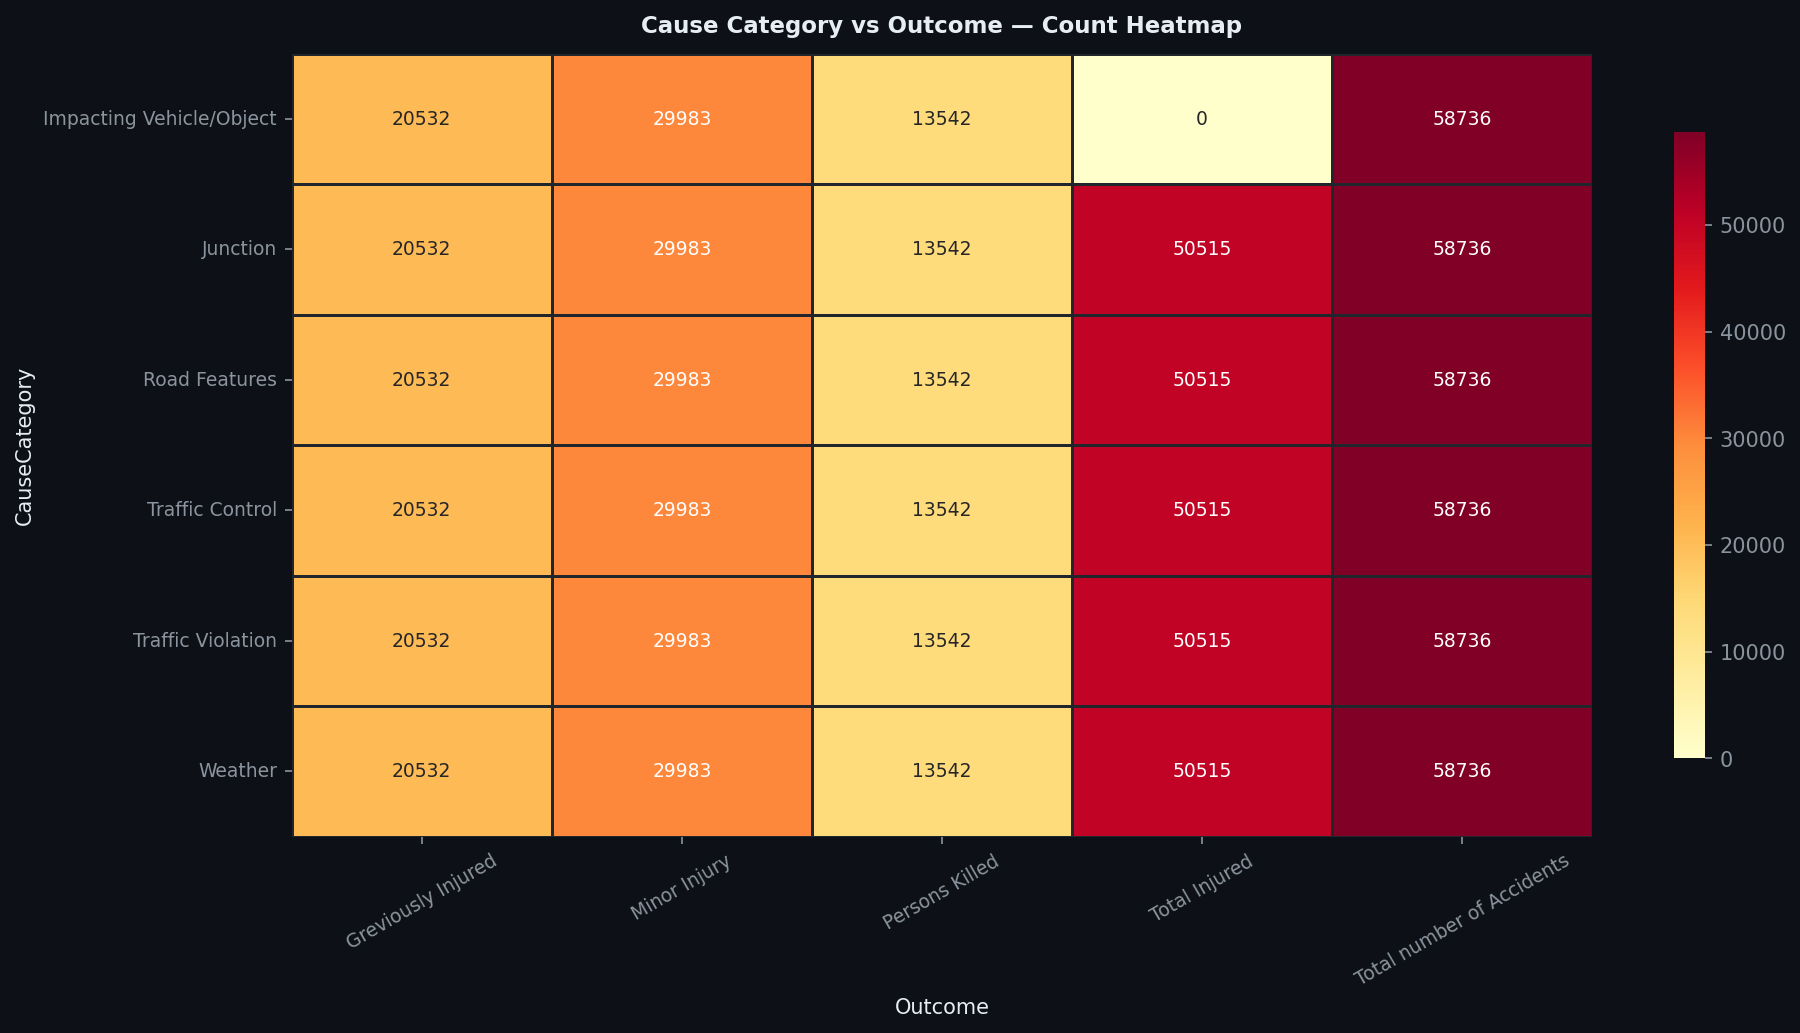 Cause Category vs Outcome — Count Heatmap
Impacting Vehicle/Object 20532 29983 13542 0 58736
Junction 20532 29983 13542 50515 58736
Road Features 20532 29983 13542 50515 58736
Traffic Control 20532 29983 13542 50515 58736
Traffic Violation 20532 29983 13542 50515 58736
Weather 20532 29983 13542 50515 58736
CauseCategory
Greviously Injured
Minor Injury
Persons Killed
Total Injured
Total number of Accidents
Outcome
50000
40000
30000
20000
10000
0